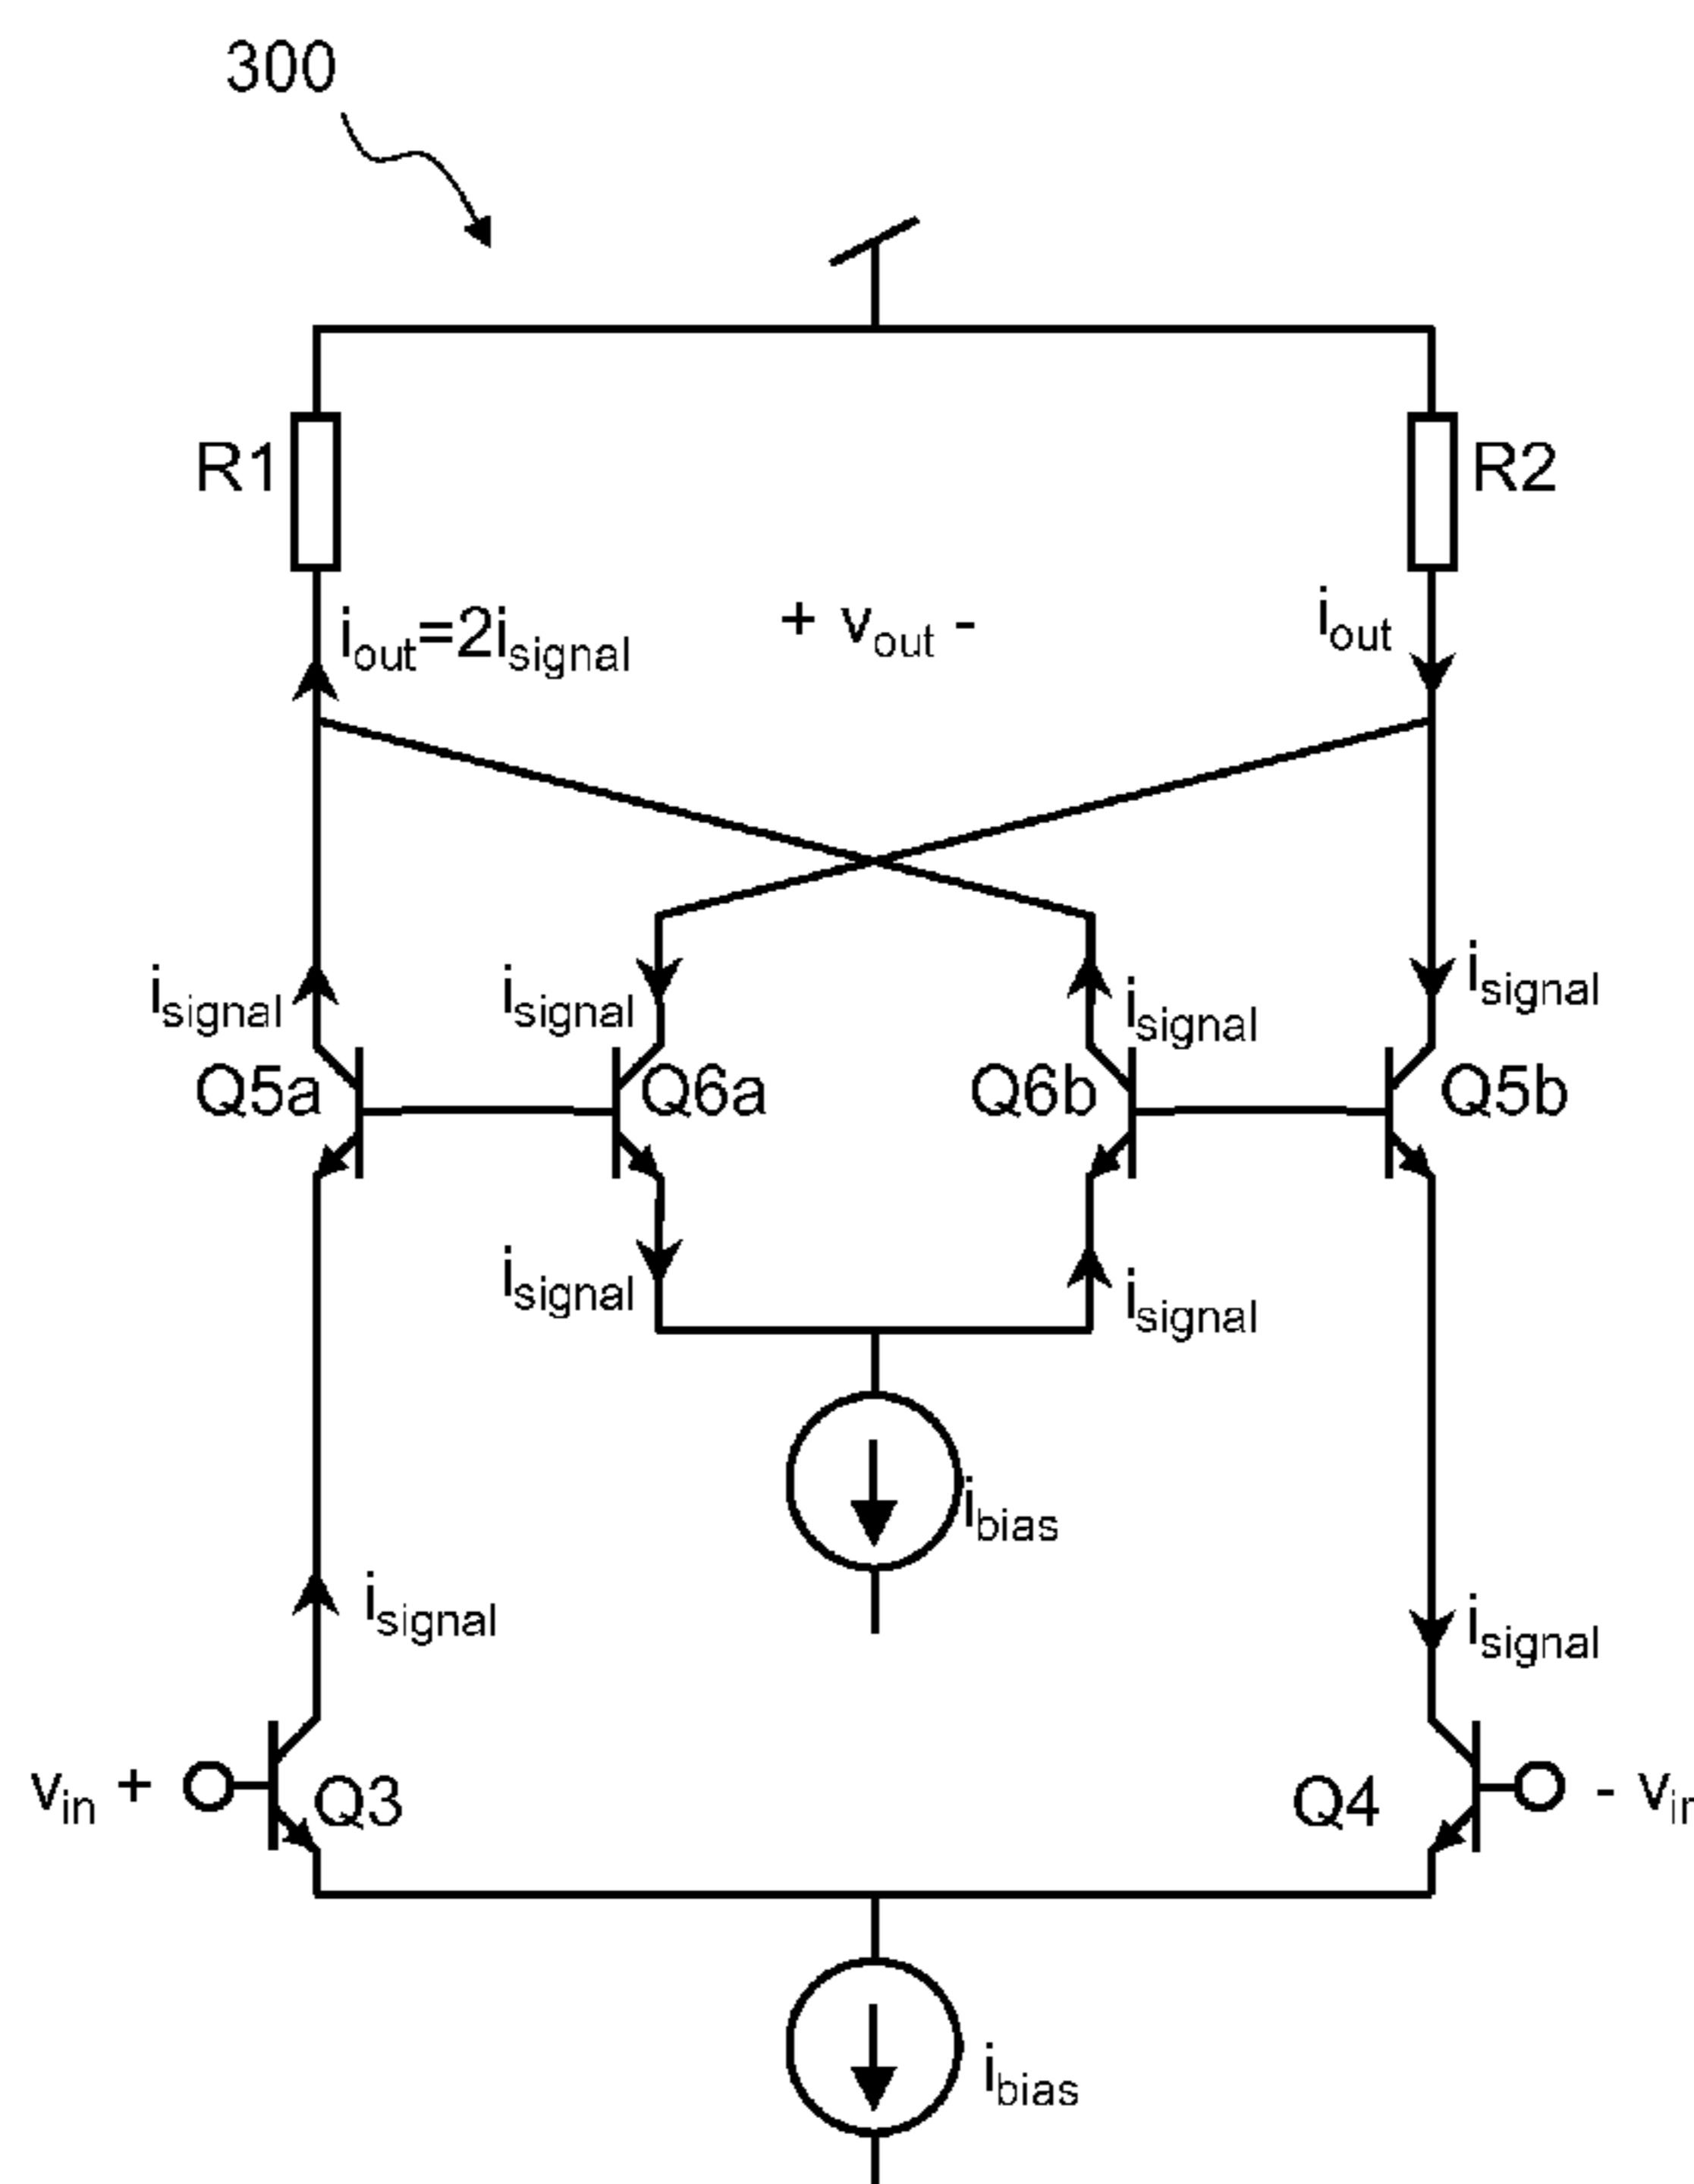 300
R1
R2
iout=2isignal
+ vout -
iout
isignal
isignal
isignal
isignal
Q5a
Q6a
Q6b
Q5b
isignal
isignal
ibias
isignal
isignal
vin +
Q3
Q4
- vin
ibias